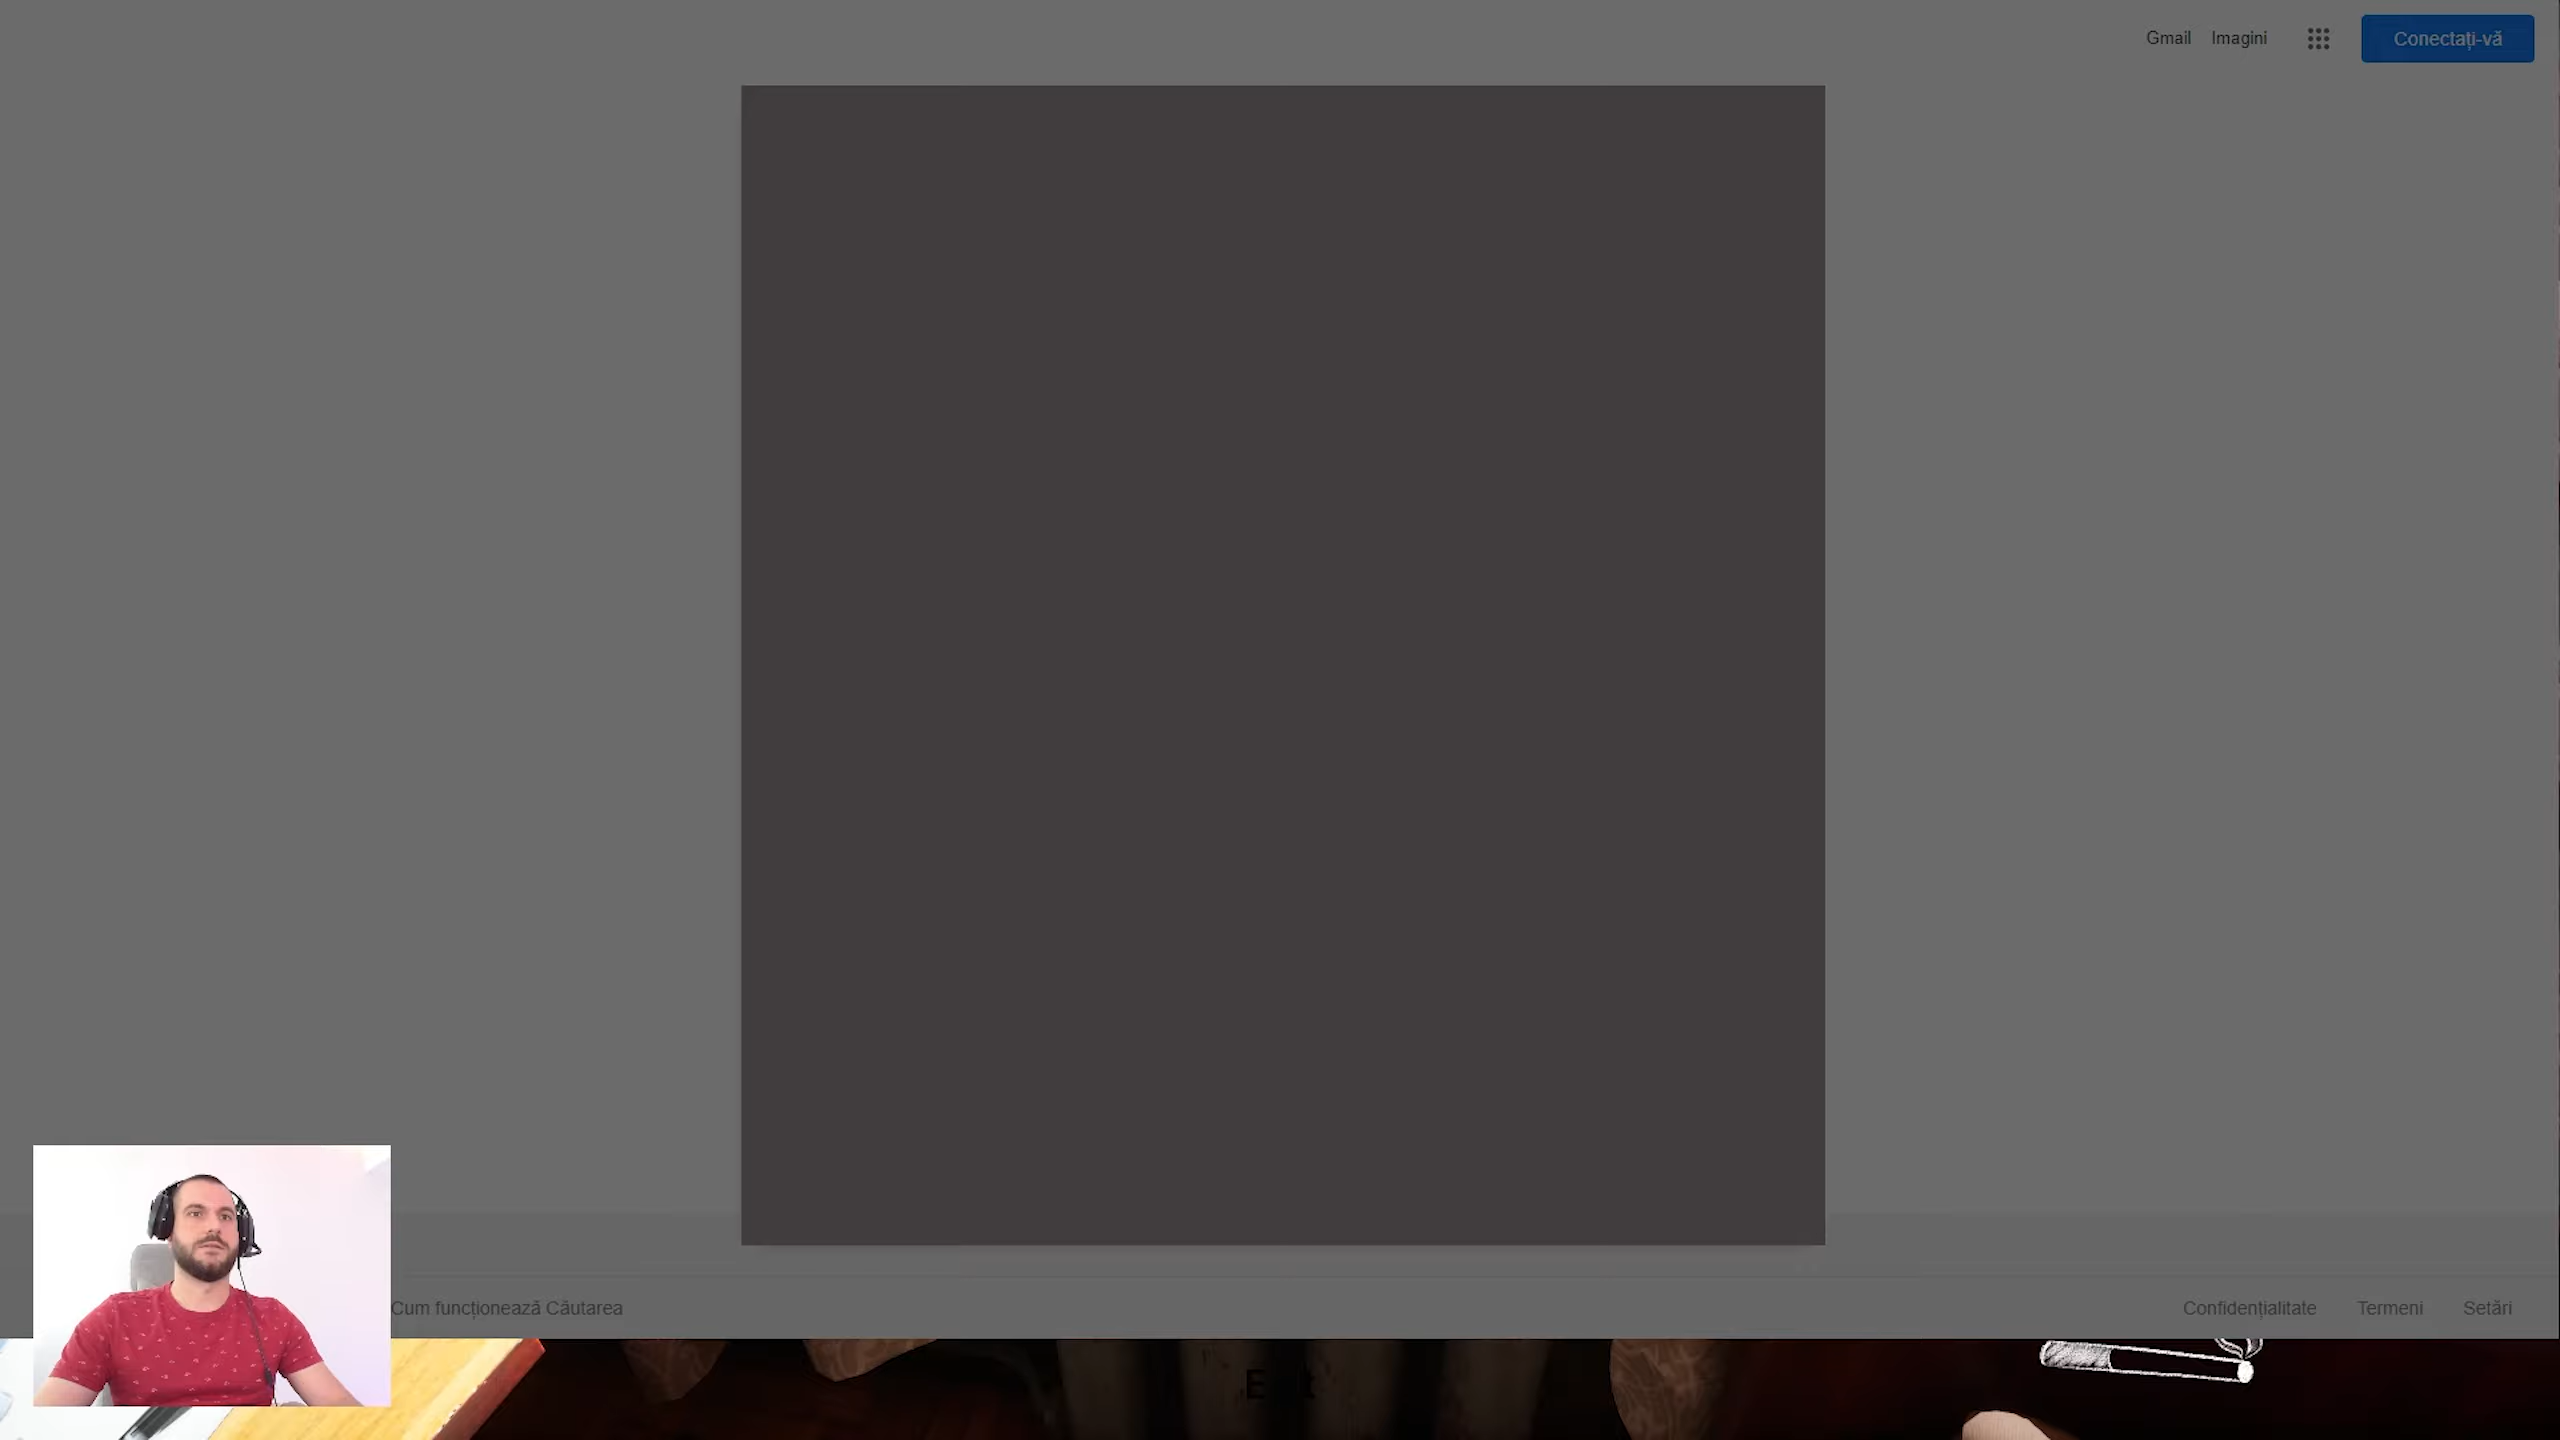 Gmail Imagini Conectați-vă
Cum funcționează Căutarea Confidențialitate Termeni Setări